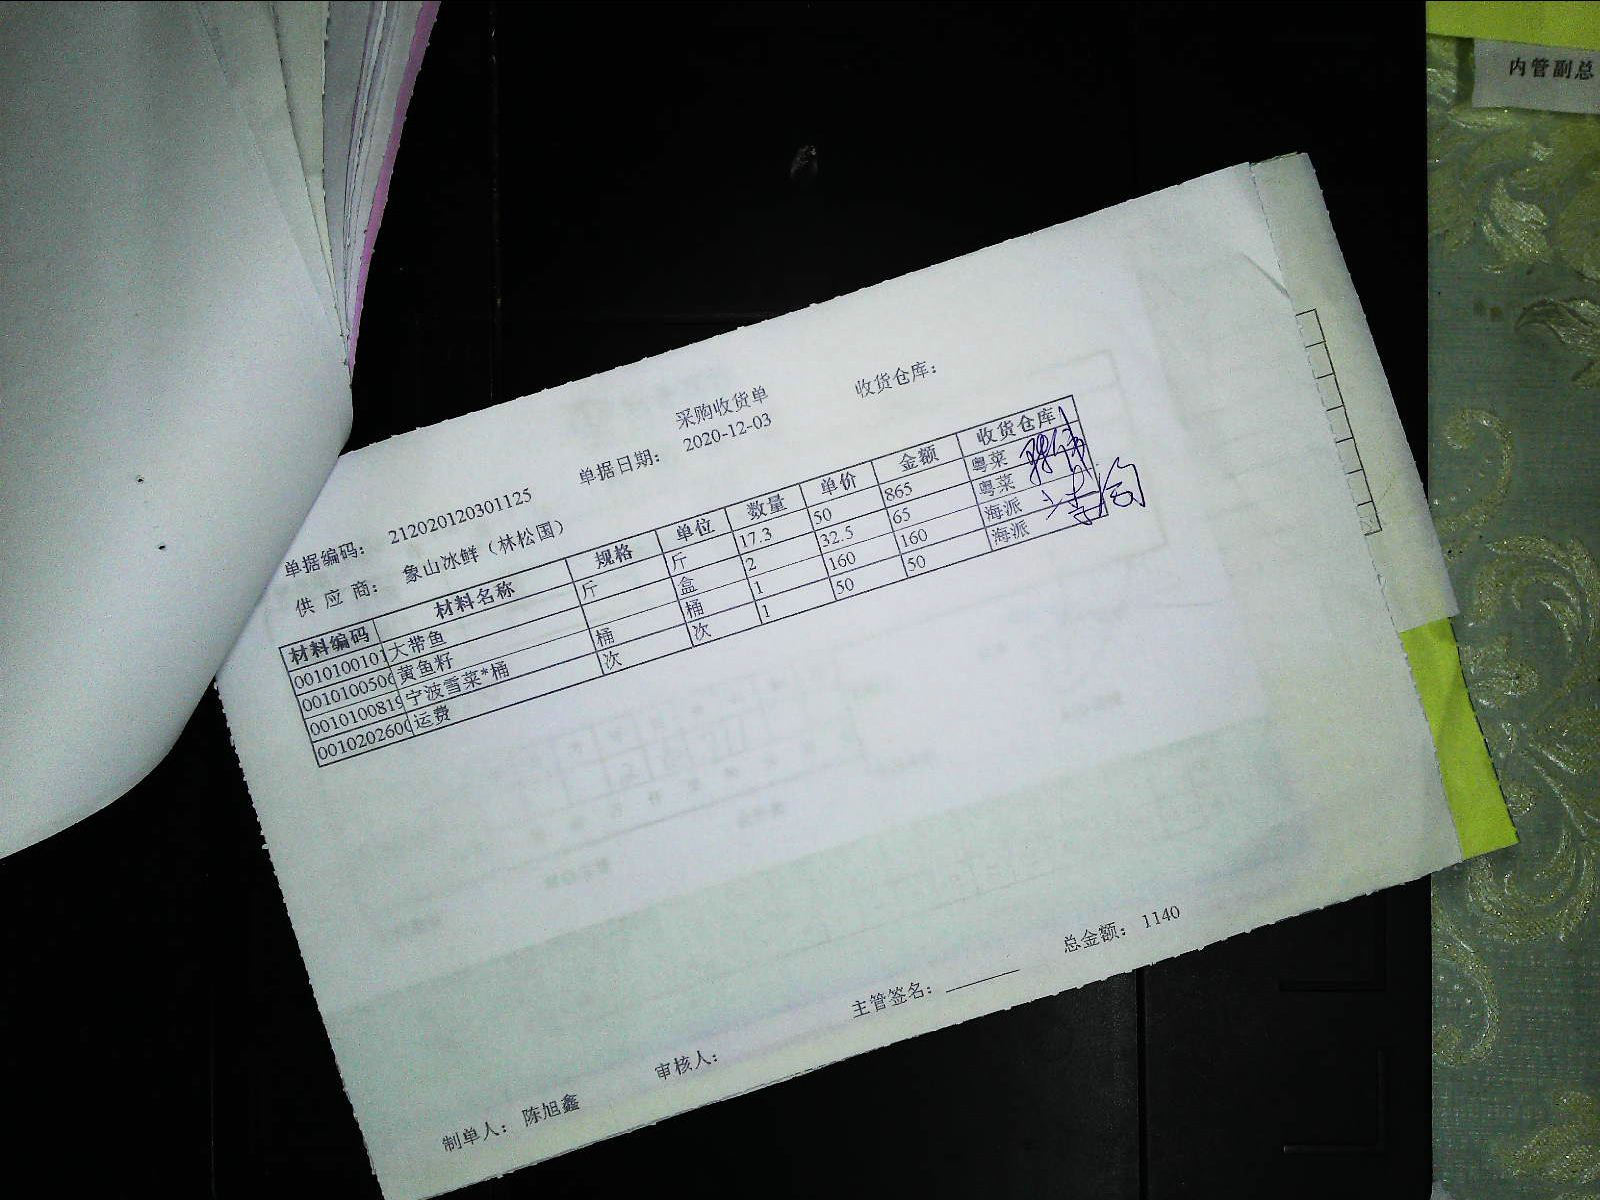 内管副总
采购收货单
收货仓库：
单据编码： 212020120301125 单据日期： 2020-12-03
供 应 商： 象山冰鲜（林松国）
材料编码 材料名称 规格 单位 数量 单价 金额 收货仓库
001010010 大带鱼 斤 斤 17.3 50 865 粤菜
00101005 黄鱼籽 盒 2 32.5 65 粤菜
001010081 宁波雪菜*桶 桶 桶 1 160 160 海派
00102026 运费 次 次 1 50 50 海派
制单人： 陈旭鑫 审核人： 主管签名： 总金额： 1140